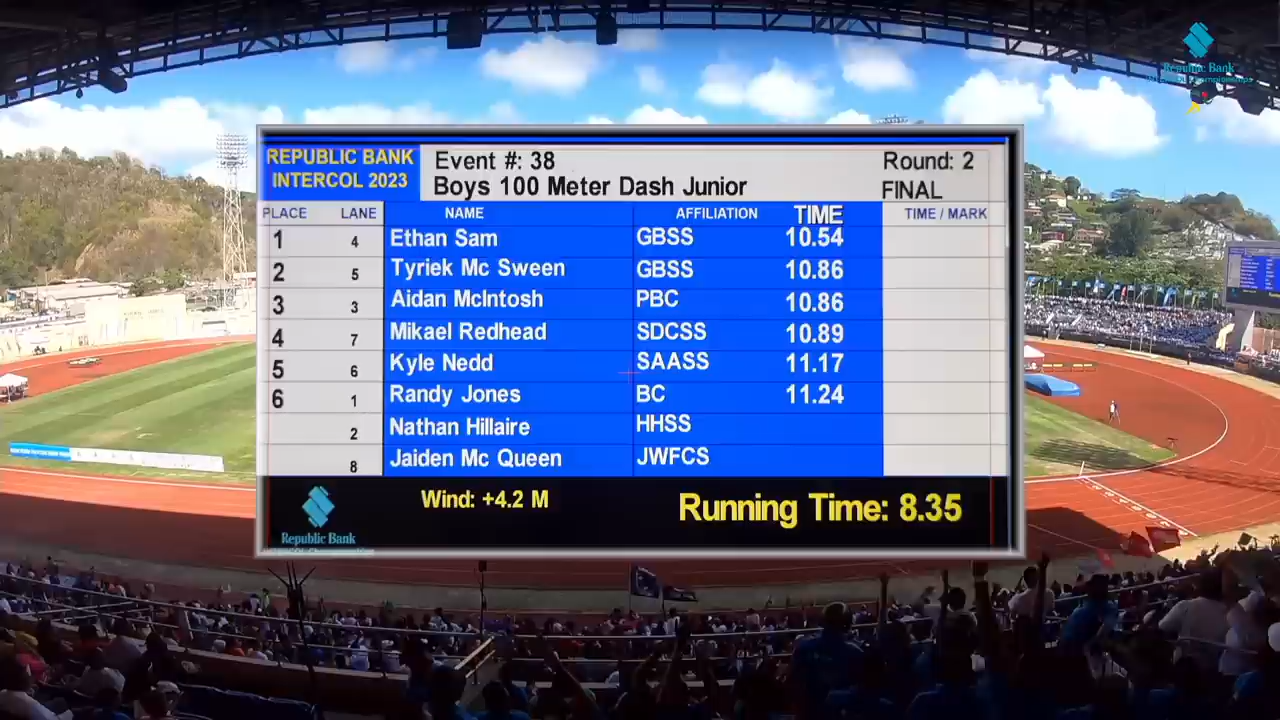 Republic Bank
REPUBLIC BANK
INTERCOL 2023
Event #: 38
Boys 100 Meter Dash Junior
Round: 2
FINAL
PLACE LANE NAME AFFILIATION TIME TIME / MARK
1 4 Ethan Sam GBSS 10.54
2 5 Tyriek Mc Sween GBSS 10.86
3 3 Aidan McIntosh PBC 10.86
4 7 Mikael Redhead SDCSS 10.89
5 6 Kyle Nedd SAASS 11.17
6 1 Randy Jones BC 11.24
2 Nathan Hillaire HHSS
8 Jaiden Mc Queen JWFCS
Wind: +4.2 M
Running Time: 8.35
Republic Bank